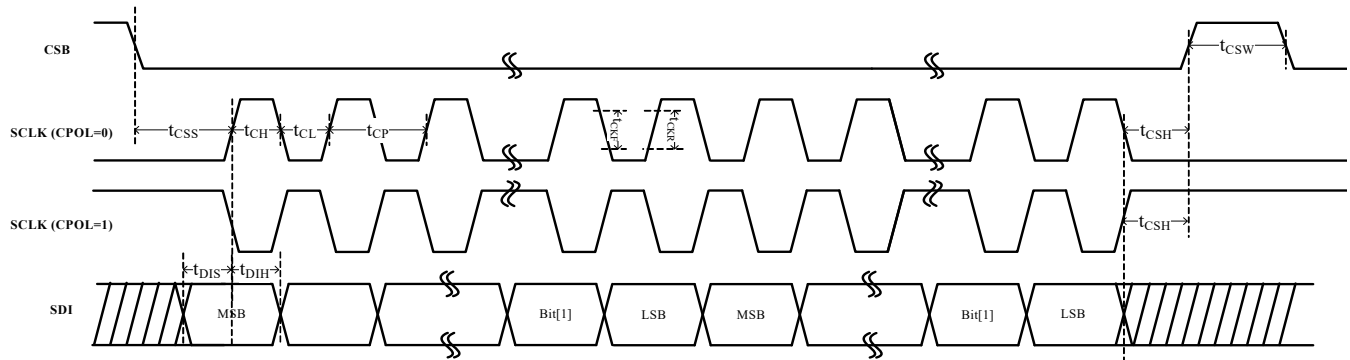 CSB
tCSW
SCLK (CPOL=0)
tCSS
tCH
tCL
tCP
tCKF
tCKR
tCSH
SCLK (CPOL=1)
tCSH
tDIS
tDIH
SDI
MSB
Bit[1]
LSB
MSB
Bit[1]
LSB